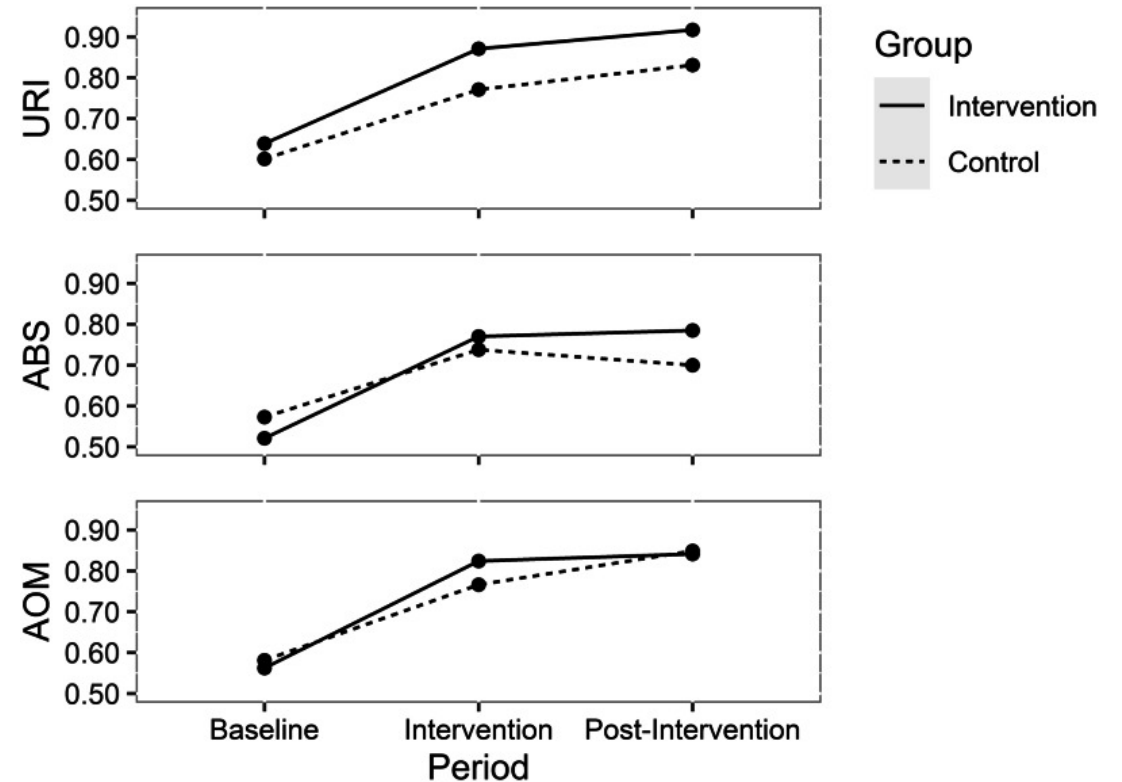 URI
0.90
0.80
0.70
0.60
0.50
Group
Intervention
Control
ABS
0.90
0.80
0.70
0.60
0.50
AOM
0.90
0.80
0.70
0.60
0.50
Baseline Intervention Post-Intervention
Period